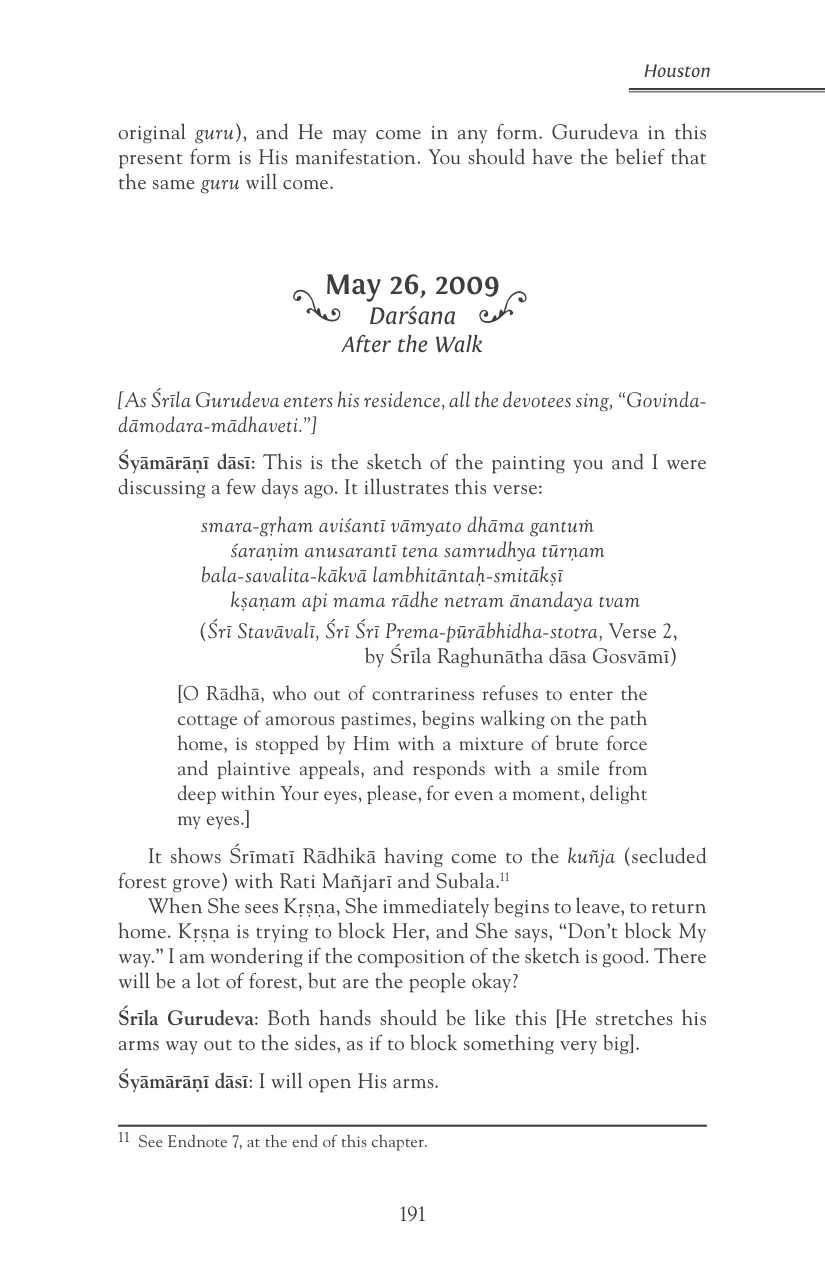 Houston
original guru), and He may come in any form. Gurudeva in this
present form is His manifestation. You should have the belief that
the same guru will come.
May 26, 2009
Darśana
After the Walk
[As Śrīla Gurudeva enters his residence, all the devotees sing, “Govinda-
dāmodara-mādhaveti.”]
Śyāmārāṇī dāsī: This is the sketch of the painting you and I were
discussing a few days ago. It illustrates this verse:
smara-gṛham aviśantī vāmyato dhāma gantuṁ
śaraṇim anusarantī tena samrudhya tūrṇam
bala-savalita-kākvā lambhitāntaḥ-smitākṣī
kṣaṇam api mama rādhe netram ānandaya tvam
(Śrī Stavāvalī, Śrī Śrī Prema-pūrābhidha-stotra, Verse 2,
by Śrīla Raghunātha dāsa Gosvāmī)
[O Rādhā, who out of contrariness refuses to enter the
cottage of amorous pastimes, begins walking on the path
home, is stopped by Him with a mixture of brute force
and plaintive appeals, and responds with a smile from
deep within Your eyes, please, for even a moment, delight
my eyes.]
It shows Śrīmatī Rādhikā having come to the kuñja (secluded
forest grove) with Rati Mañjarī and Subala.11
When She sees Kṛṣṇa, She immediately begins to leave, to return
home. Kṛṣṇa is trying to block Her, and She says, “Don’t block My
way.” I am wondering if the composition of the sketch is good. There
will be a lot of forest, but are the people okay?
Śrīla Gurudeva: Both hands should be like this [He stretches his
arms way out to the sides, as if to block something very big].
Śyāmārāṇī dāsī: I will open His arms.
11 See Endnote 7, at the end of this chapter.
191